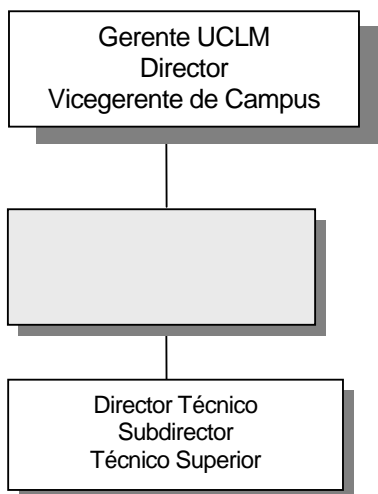 Gerente UCLM
Director
Vicegerente de Campus
Director Técnico
Subdirector
Técnico Superior